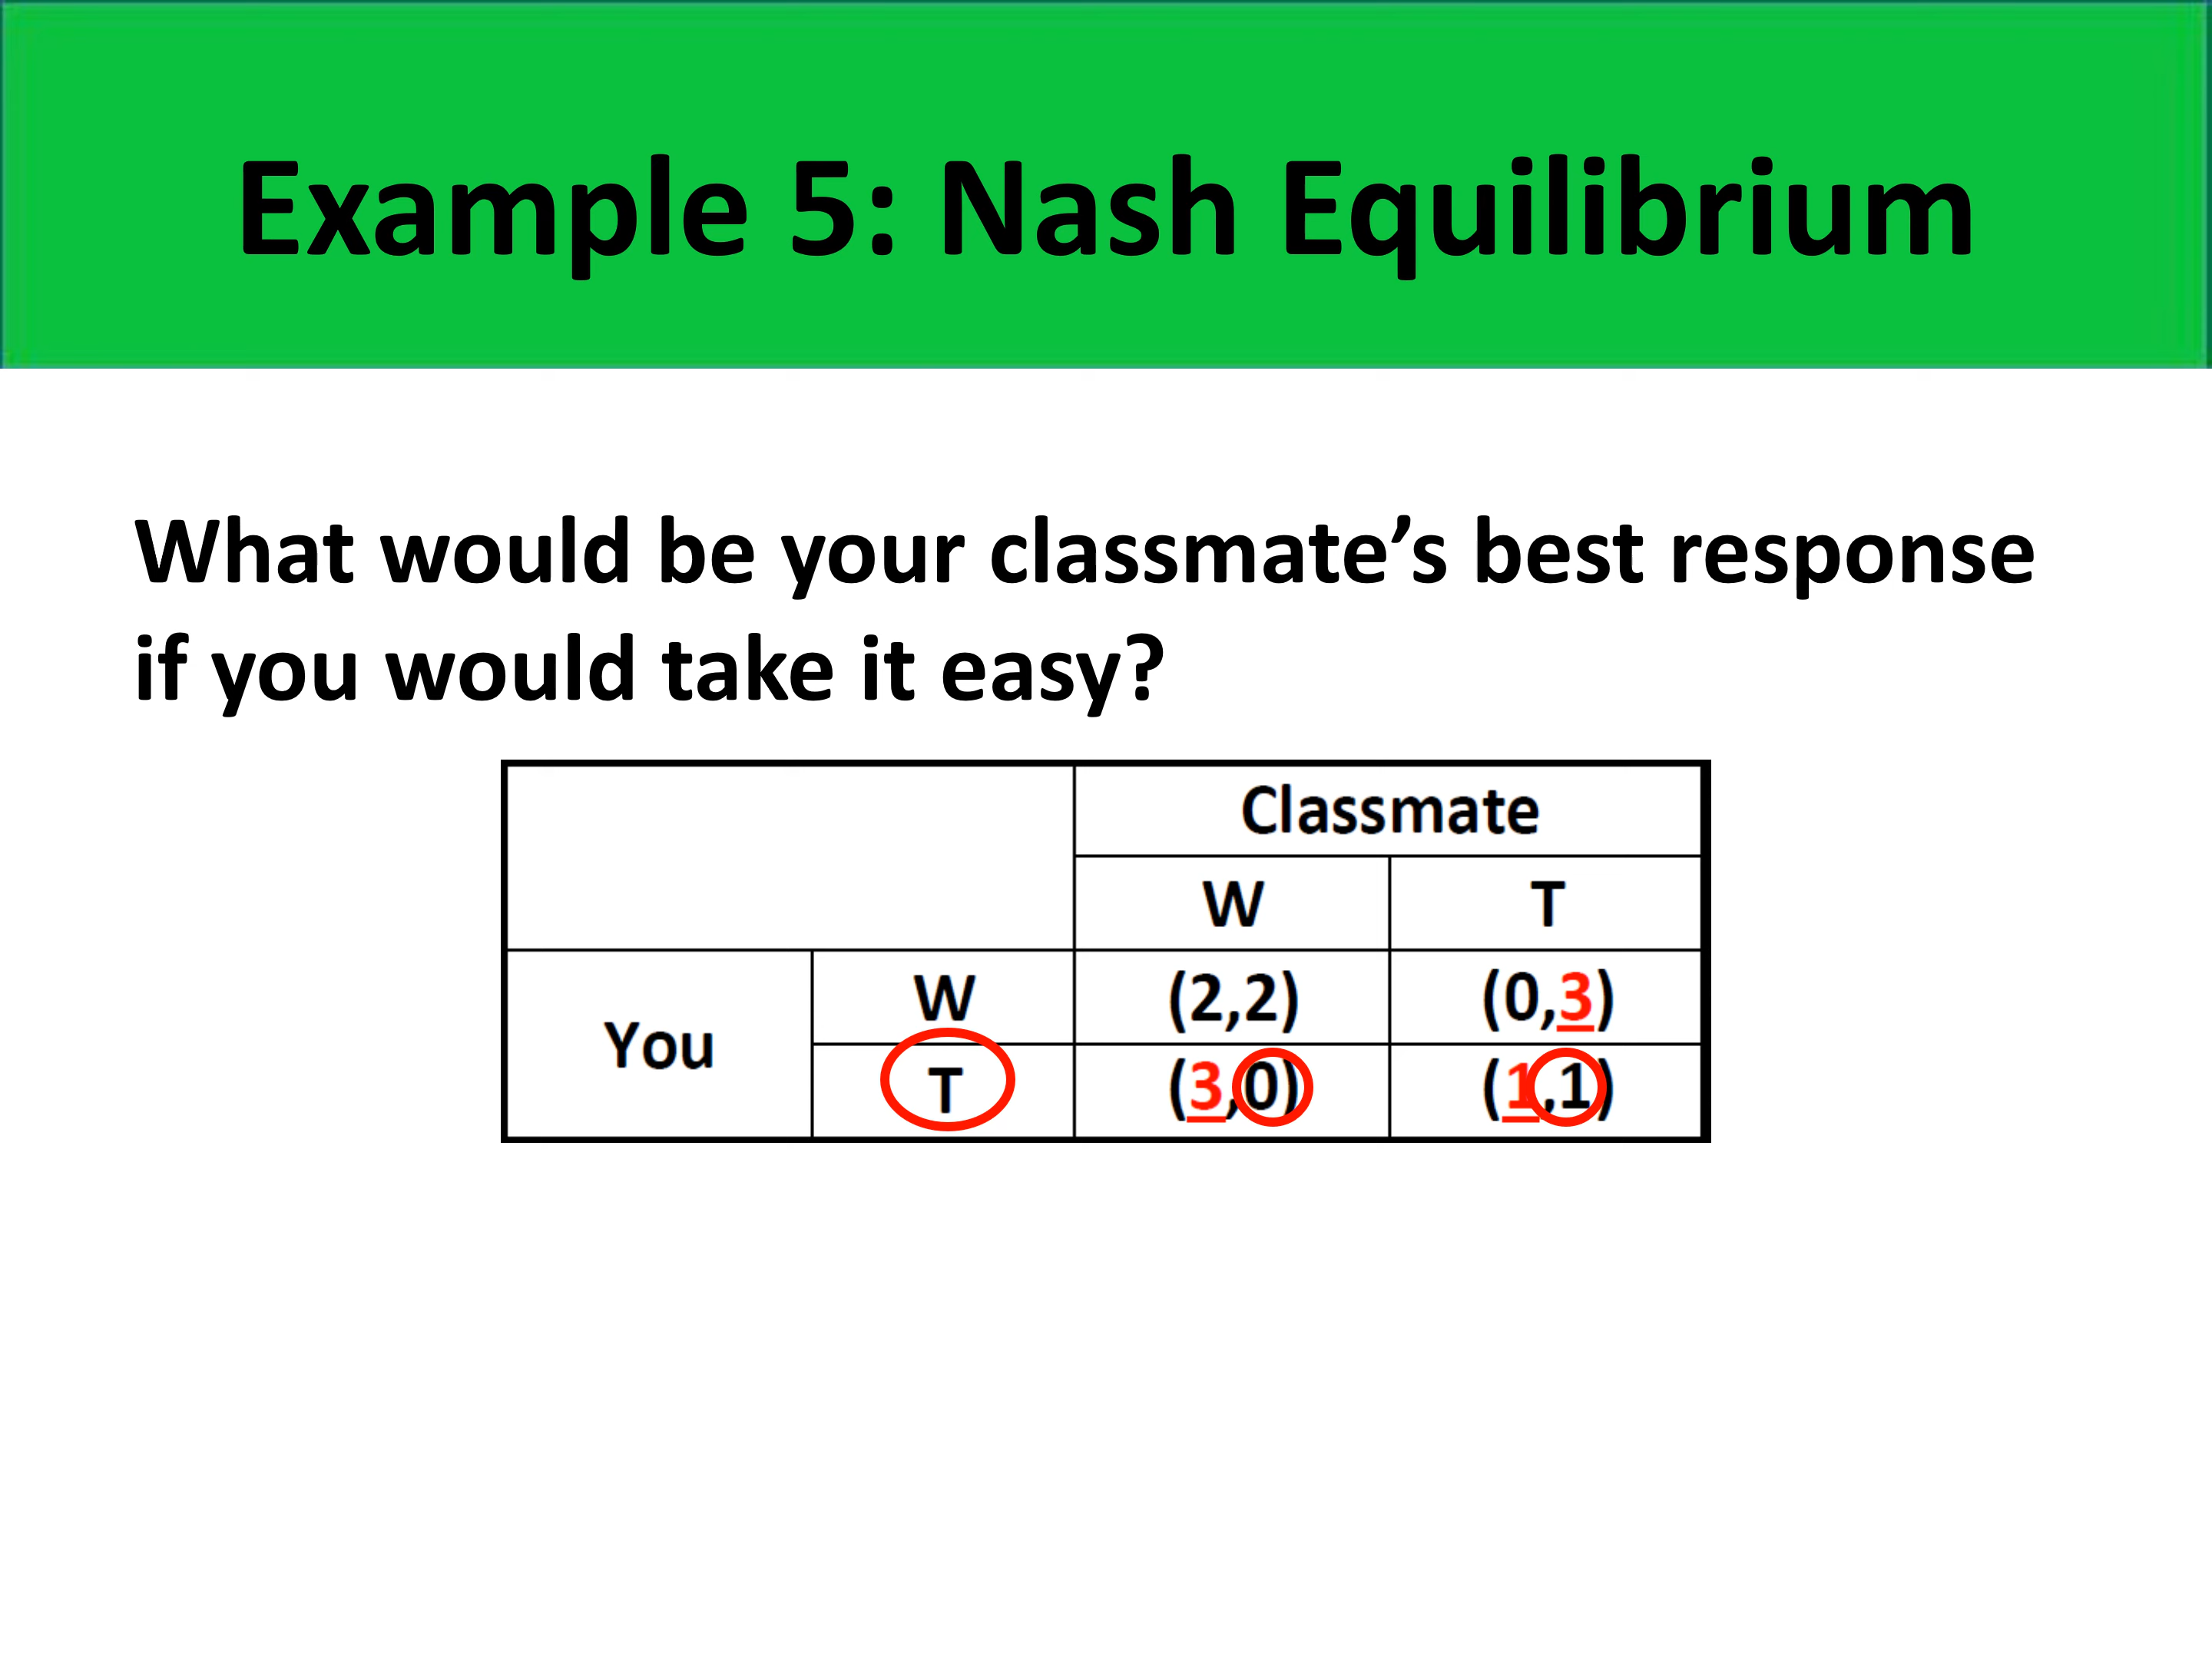 Example 5: Nash Equilibrium
What would be your classmate’s best response
if you would take it easy?
Classmate
W T
You
W (2,2) (0,3)
T (3,0) (1,1)